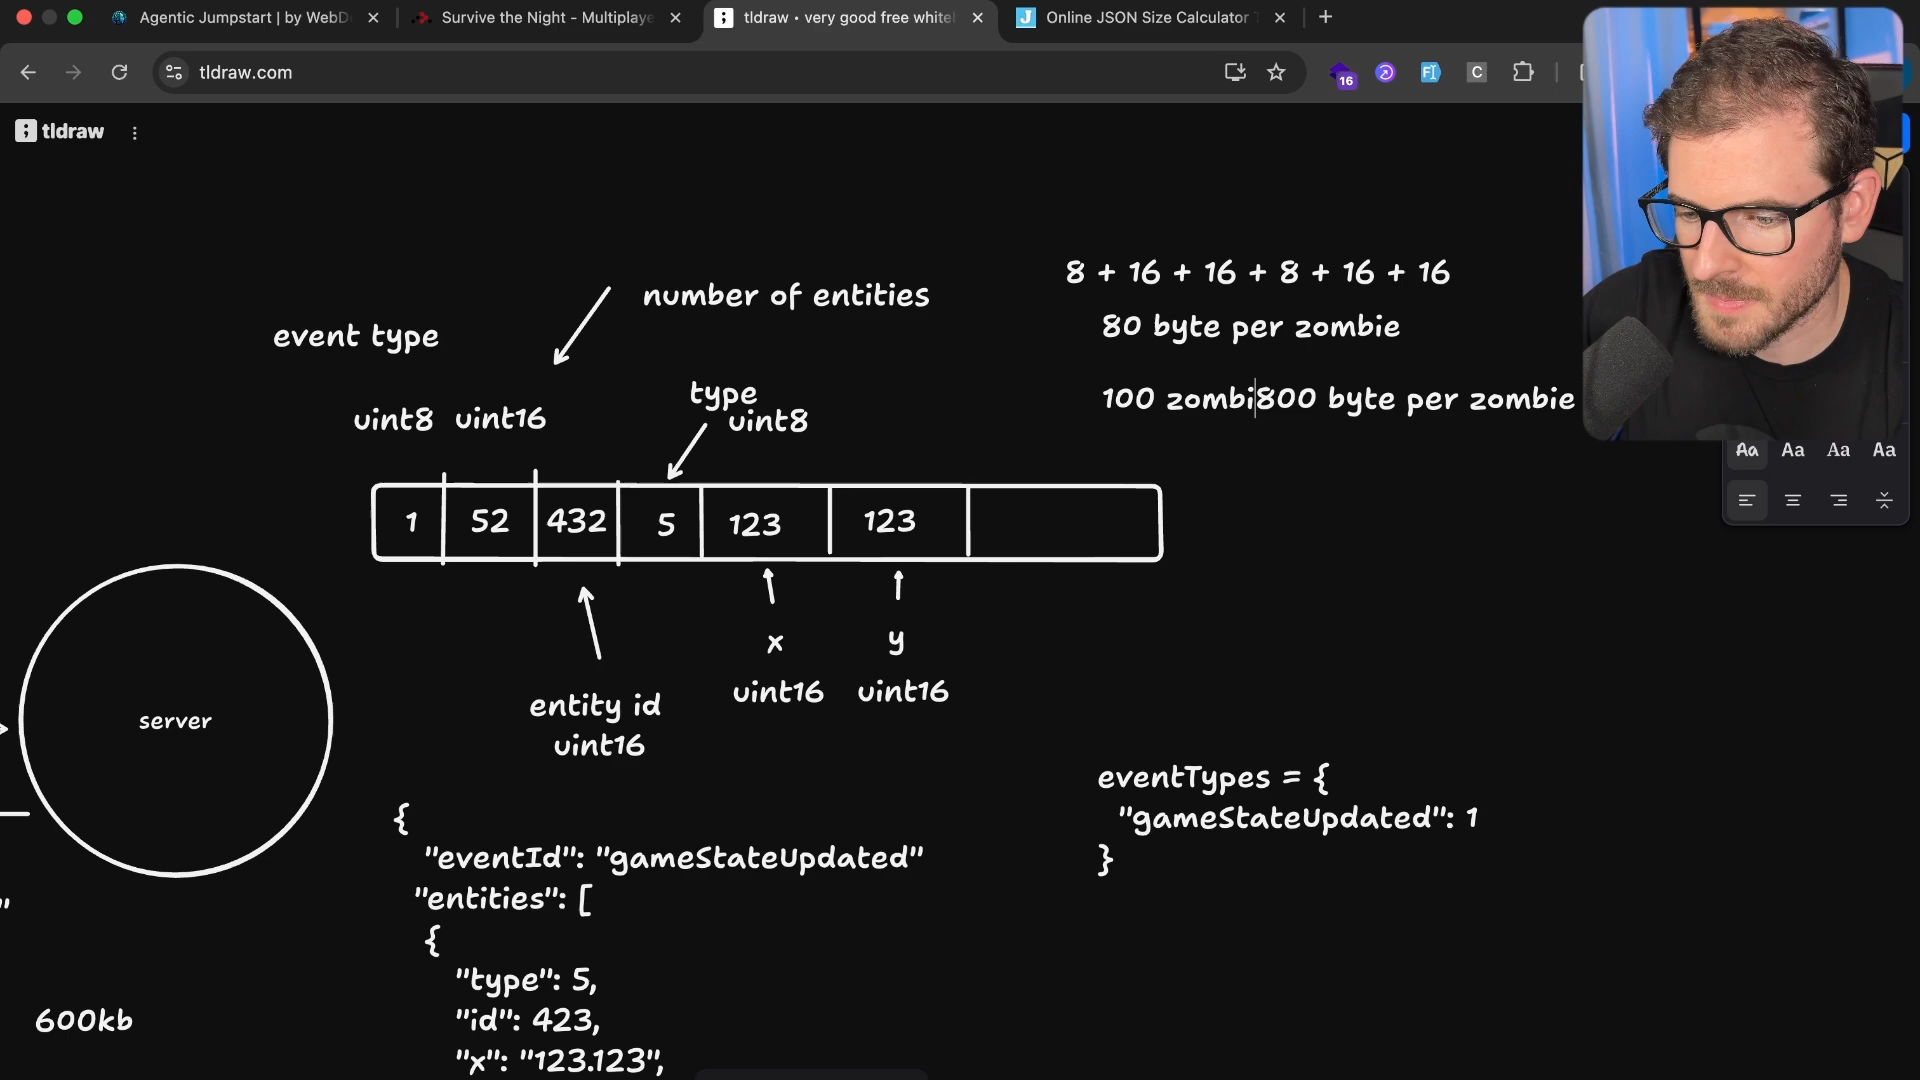 Agentic Jumpstart | by WebD
Survive the Night - Multiplaye
tldraw • very good free white
Online JSON Size Calculator
tldraw.com
16
C
tldraw
8 + 16 + 16 + 8 + 16 + 16
number of entities
event type
80 byte per zombie
type
100 zombi800 byte per zombie
uint8 uint16
uint8
Aa Aa Aa Aa
1 52 432 5 123 123
x y
uint16 uint16
entity id
uint16
server
eventTypes = {
"gameStateUpdated": 1
}
{
"eventId": "gameStateUpdated"
"entities": [
{
"type": 5,
"id": 423,
"x": "123.123",
"
600kb